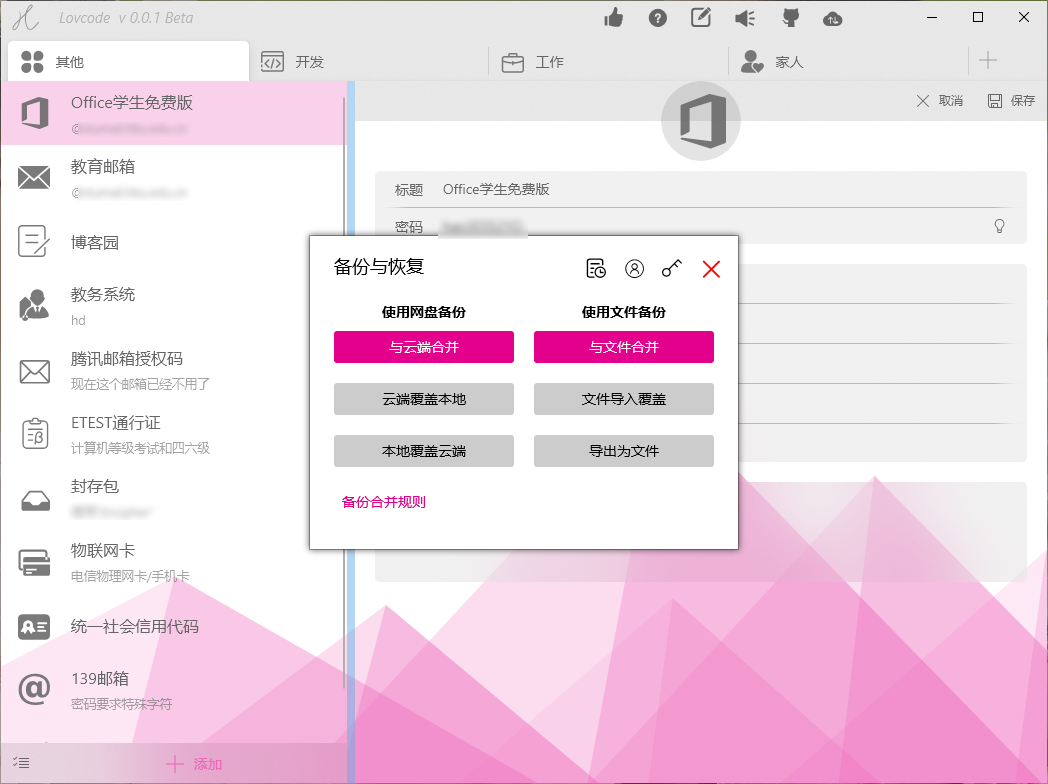 Lovcode v 0.0.1 Beta
其他
开发
工作
家人
Office学生免费版
教育邮箱
博客园
教务系统
hd
腾讯邮箱授权码
现在这个邮箱已经不用了
ETEST通行证
计算机等级考试和四六级
封存包
物联网卡
电信物理网卡/手机卡
统一社会信用代码
139邮箱
密码要求特殊字符
添加
取消
保存
标题 Office学生免费版
密码
备份与恢复
使用网盘备份 使用文件备份
与云端合并 与文件合并
云端覆盖本地 文件导入覆盖
本地覆盖云端 导出为文件
备份合并规则